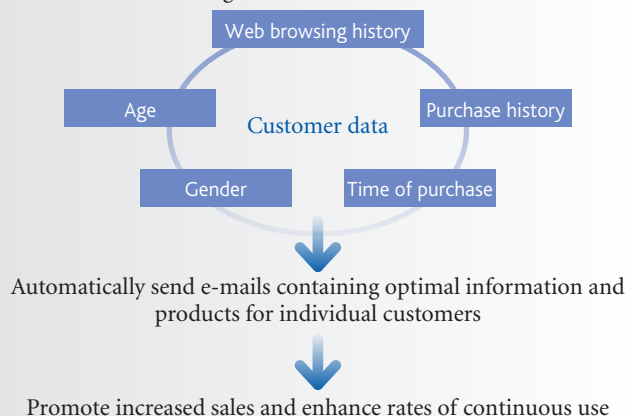 Web browsing history
Age
Purchase history
Customer data
Gender
Time of purchase
Automatically send e-mails containing optimal information and
products for individual customers
Promote increased sales and enhance rates of continuous use